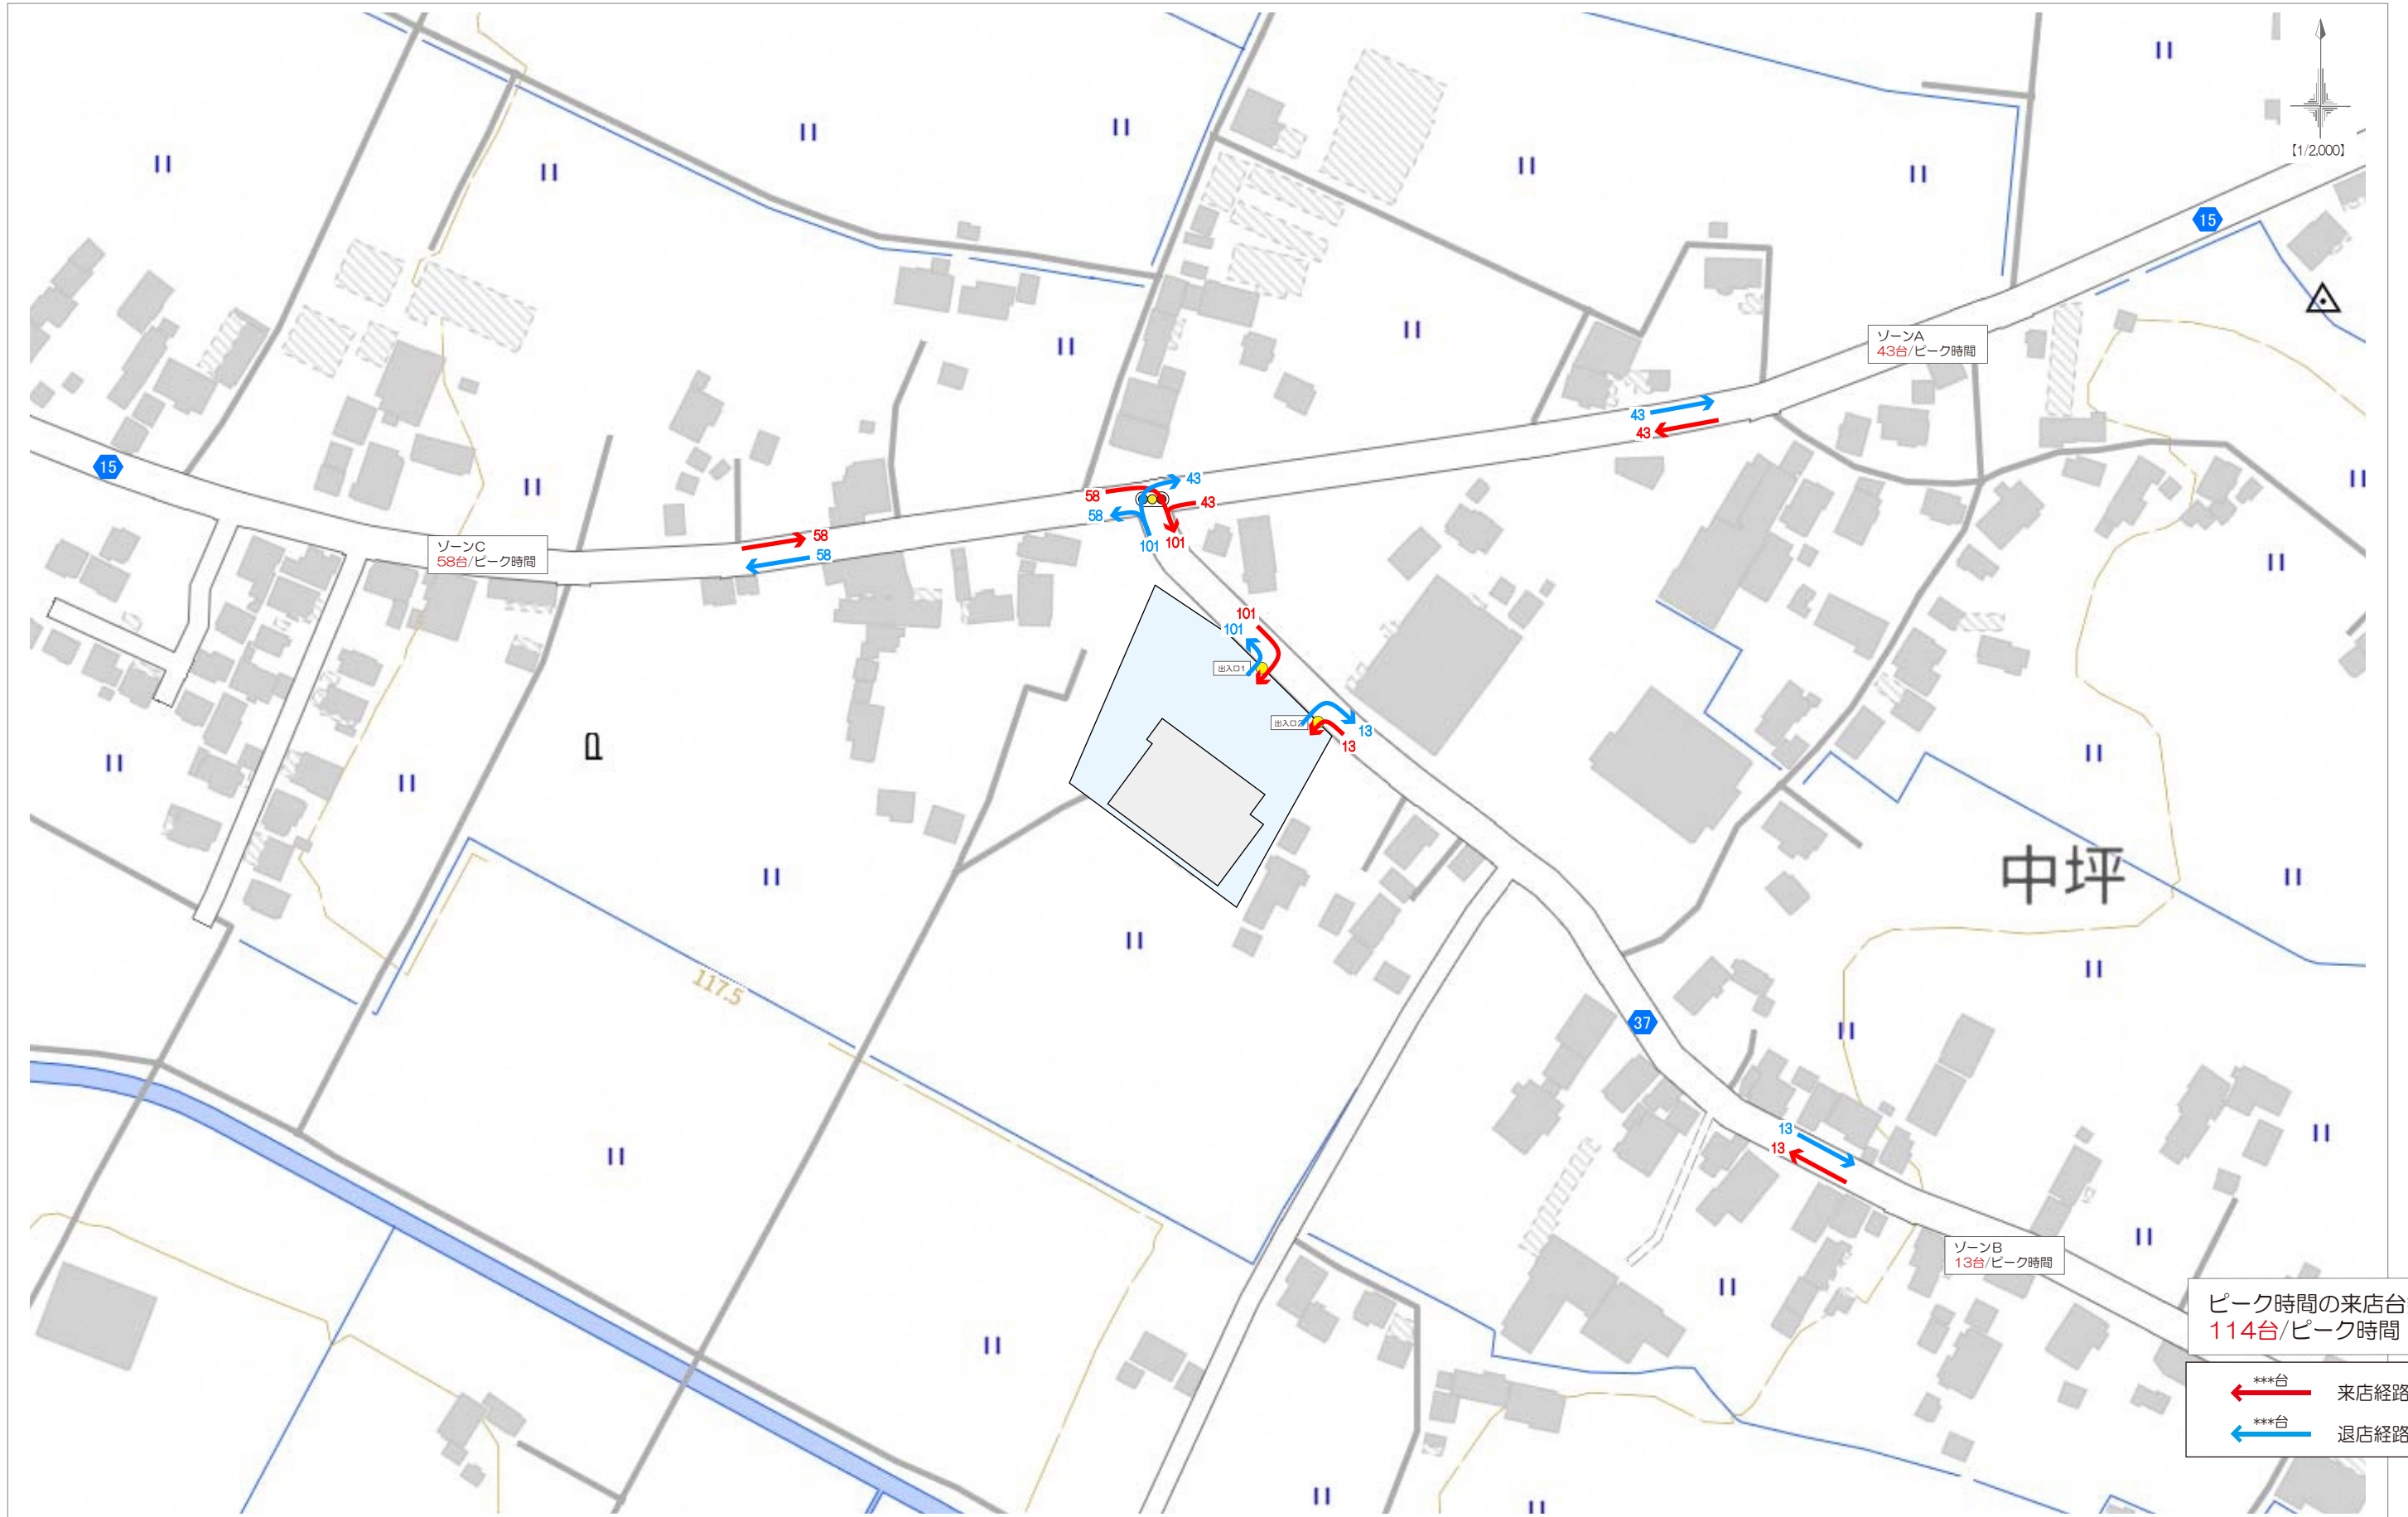 【1/2,000】
15
ゾーンA
43台/ピーク時間
43
43
15
43
58
43
58
101
101
ゾーンC
58台/ピーク時間
58
58
101
101
出入口1
出入口2
13
13
中坪
117.5
37
13
13
ゾーンB
13台/ピーク時間
ピーク時間の来店台
114台/ピーク時間
***台
来店経路
***台
退店経路